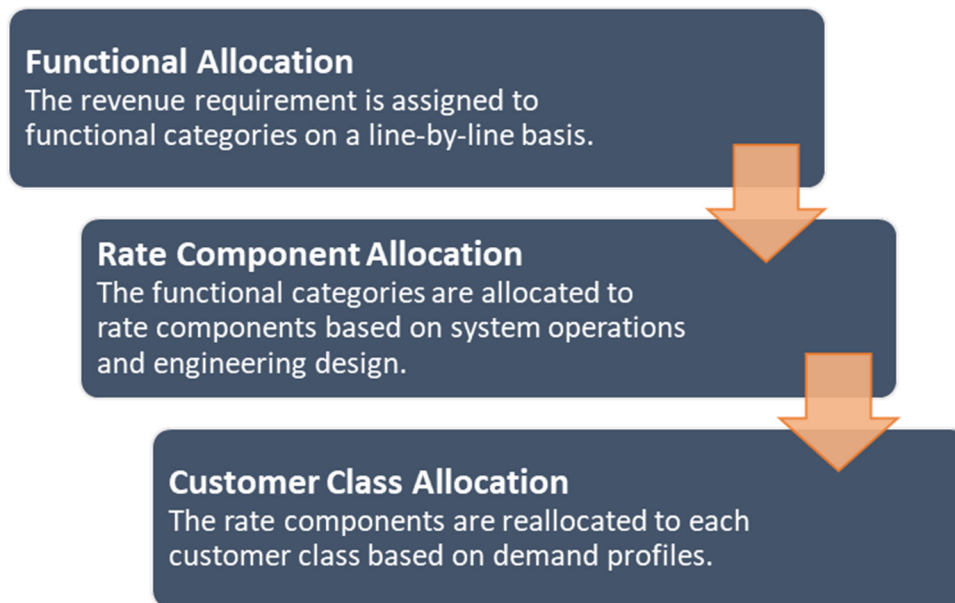 Functional Allocation
The revenue requirement is assigned to
functional categories on a line-by-line basis.
Rate Component Allocation
The functional categories are allocated to
rate components based on system operations
and engineering design.
Customer Class Allocation
The rate components are reallocated to each
customer class based on demand profiles.